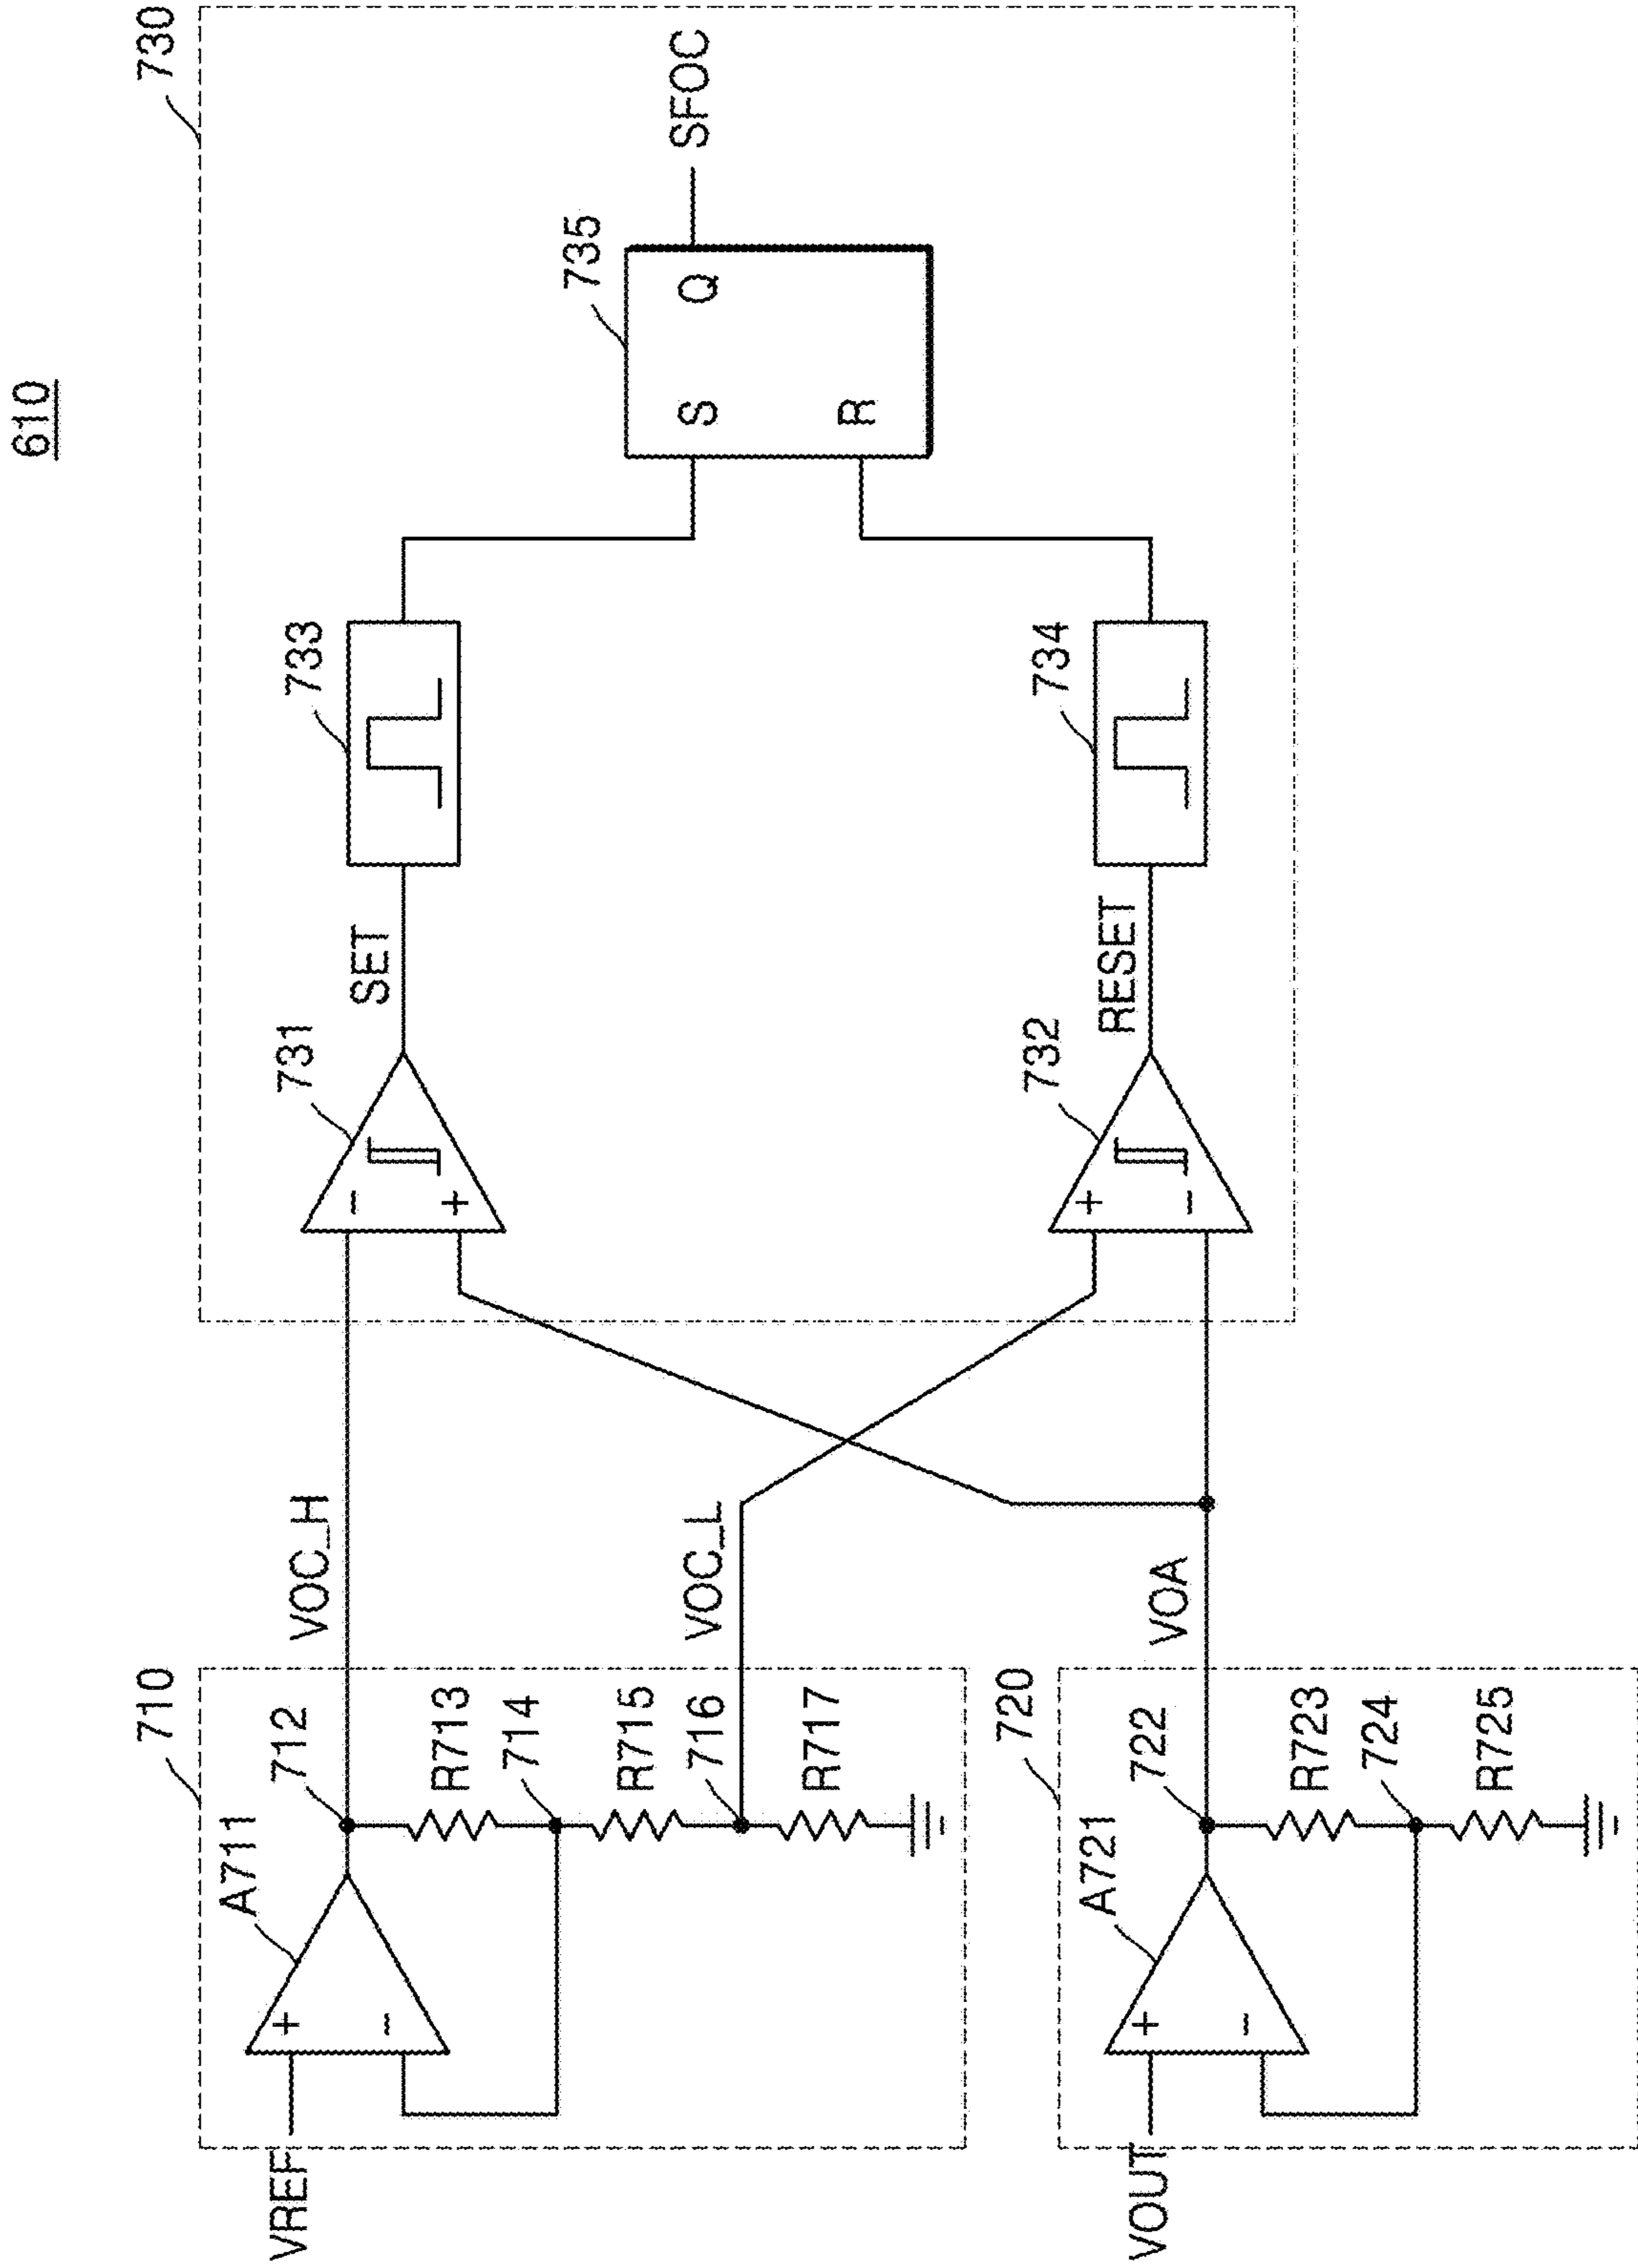 610
710
A711
712
VREF
+
-
R713
714
R715
716
R717
VOC_H
VOC_L
720
A721
722
VOUT
+
-
R723
724
R725
VOA
730
731
-
+
SET
733
732
+
-
RESET
734
735
S
Q
R
SFOC